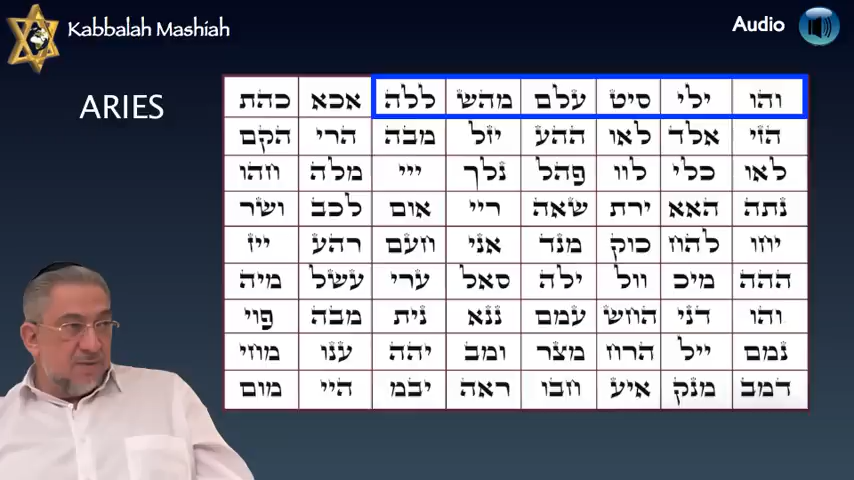 Kabbalah Mashiah
Audio
ARIES
והו ילי סיט עלם מהש ללה אכא כהת
הזי אלד לאו ההע יזל מבה הרי הקם
לאו כלי לוו פהל נלך ייי מלה חהו
נתה האא ירת שאה ריי אום לכב ושר
יחו להח כוק מנד אני חעם רהע ייז
ההה מיכ וול ילה סאל ערי עשל מיה
והו דני החש עמם ננא נית מבה פוי
נמם ייל הרח מצר ומב יהה ענו מחי
דמב מנק איע חבו ראה יבמ היי מום